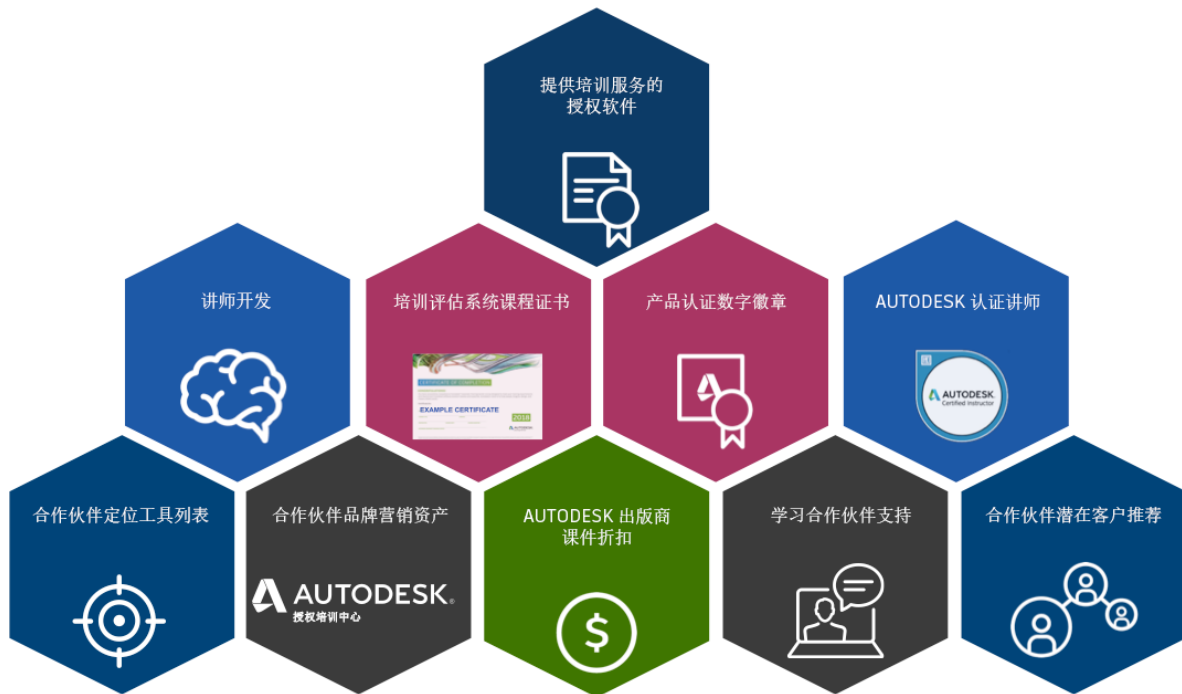 提供培训服务的
授权软件
讲师开发
培训评估系统课程证书
CERTIFICATE OF COMPLETION
EXAMPLE CERTIFICATE
2018
AUTODESK
产品认证数字徽章
AUTODESK 认证讲师
AUTODESK
Certified Instructor
合作伙伴定位工具列表
合作伙伴品牌营销资产
AUTODESK®
授权培训中心
AUTODESK 出版商
课件折扣
$
学习合作伙伴支持
合作伙伴潜在客户推荐